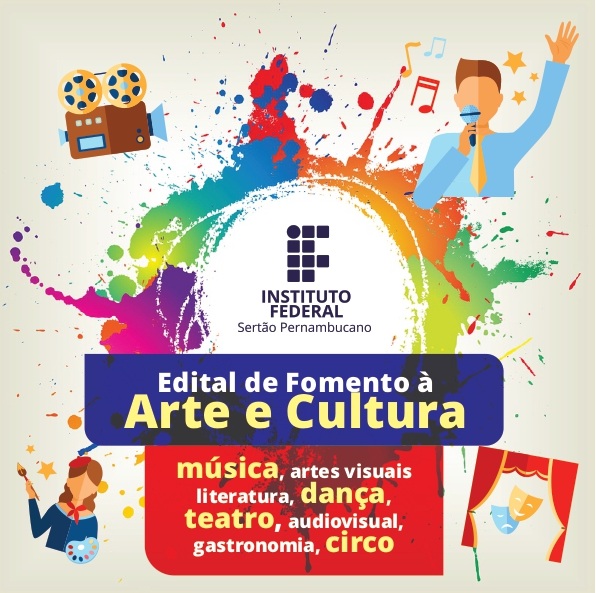 INSTITUTO
FEDERAL
Sertão Pernambucano
Edital de Fomento à
Arte e Cultura
música, artes visuais
literatura, dança,
teatro, audiovisual,
gastronomia, circo